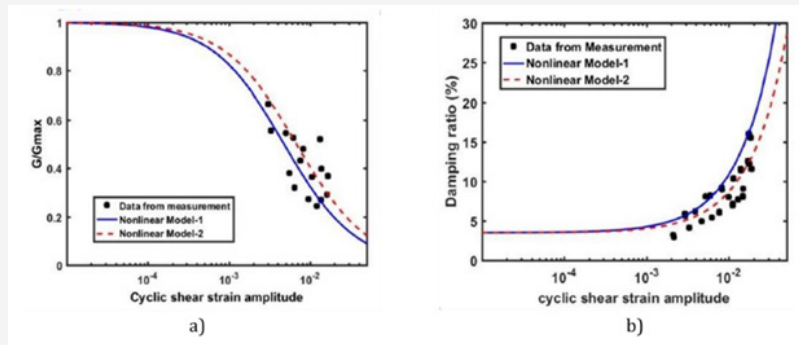 G/Gmax
1
0.8
0.6
0.4
0.2
0
Data from measurement
Nonlinear Model-1
Nonlinear Model-2
10-4
10-3
10-2
Cyclic shear strain amplitude
a)
Damping ratio (%)
30
25
20
15
10
5
0
Data from Measurement
Nonlinear Model-1
Nonlinear Model-2
10-4
10-3
10-2
cyclic shear strain amplitude
b)